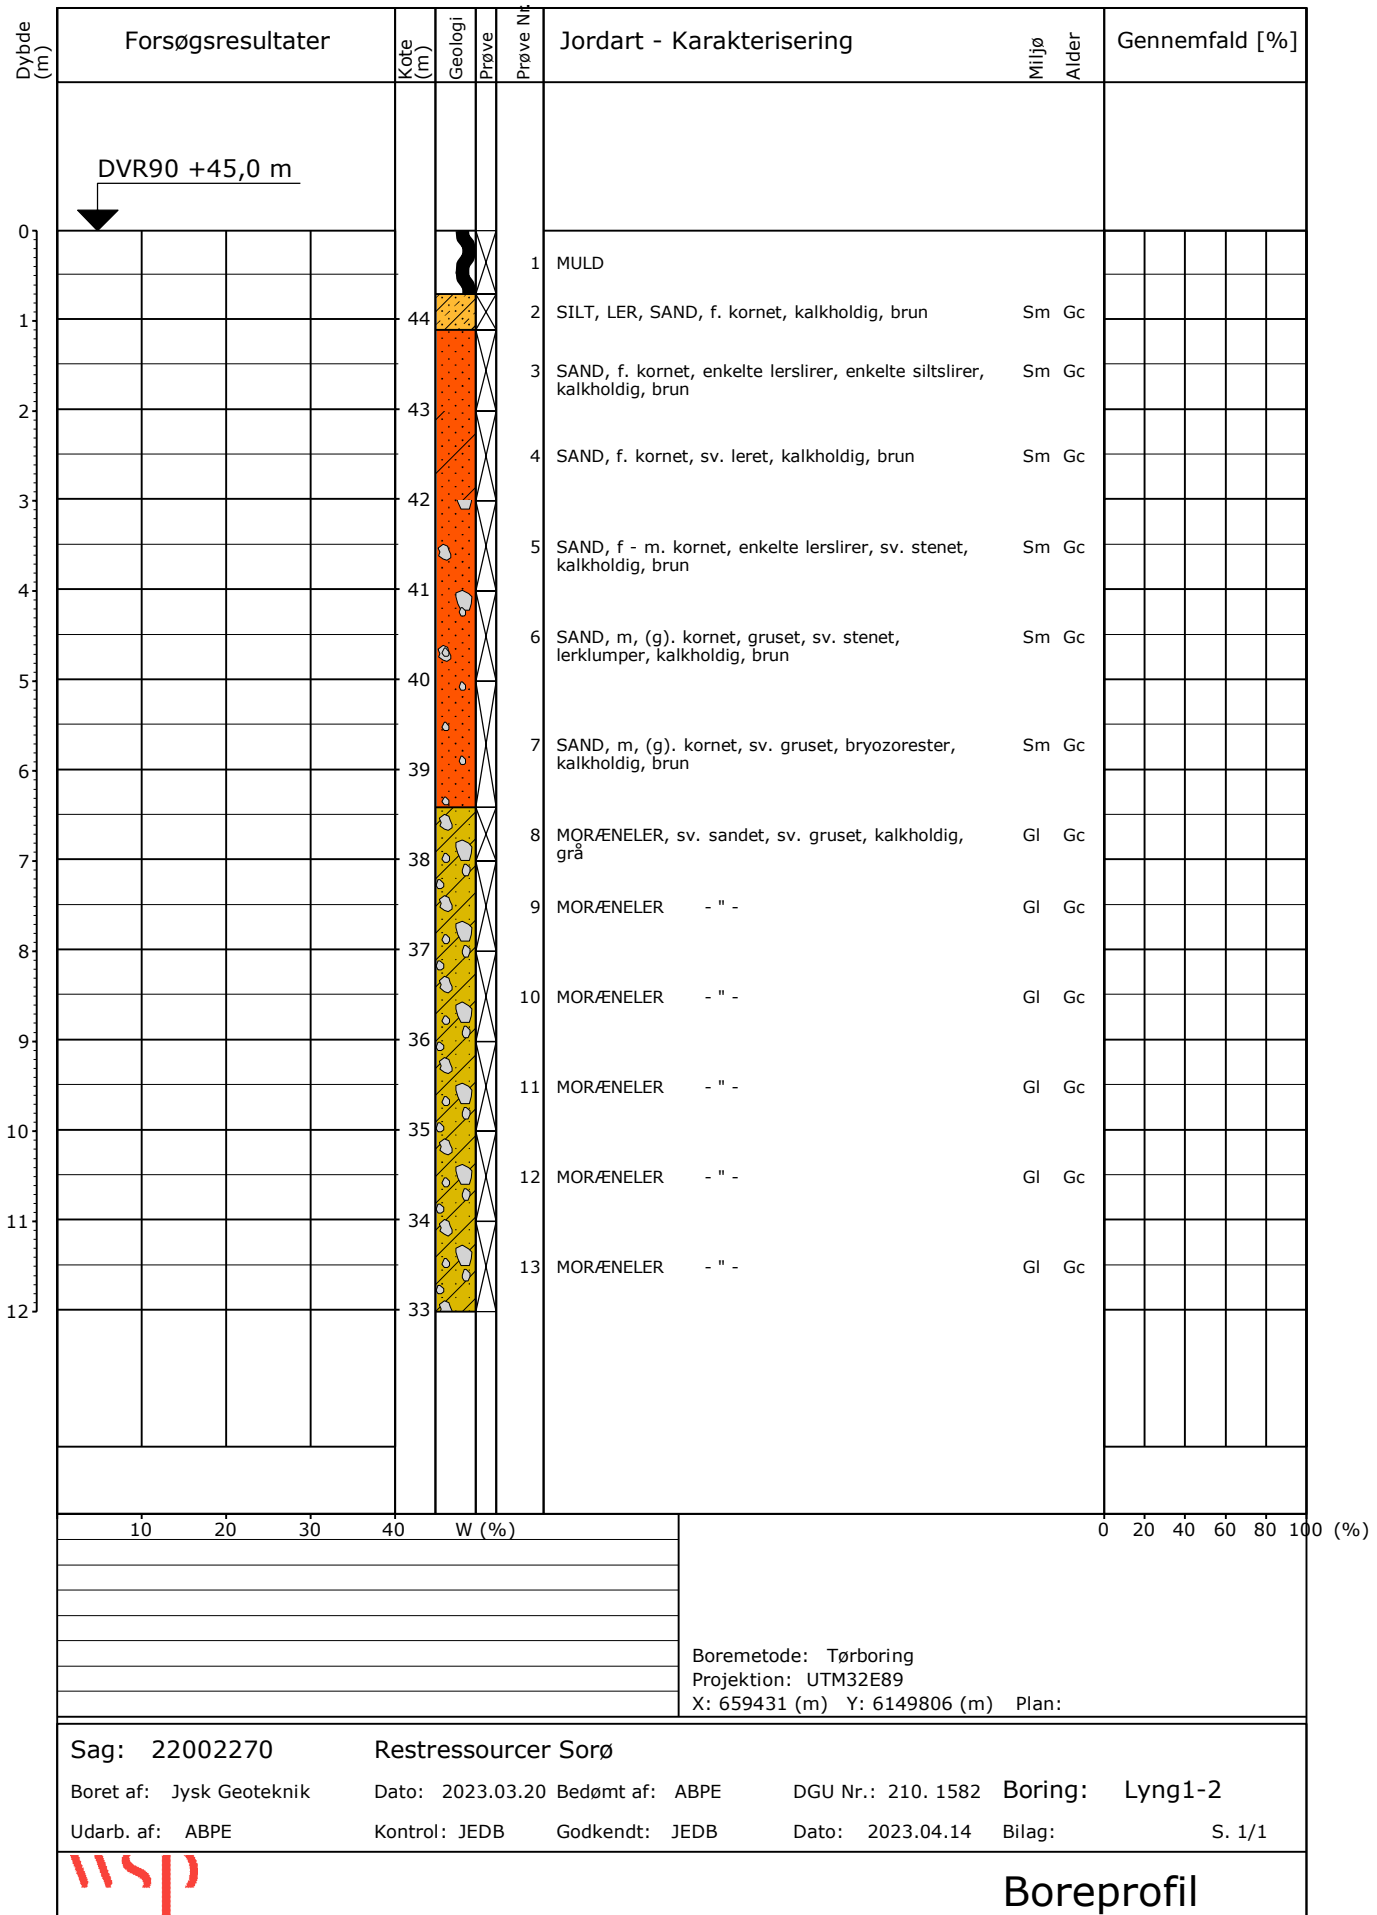 Dybde (m)
Forsøgsresultater
Kote (m)
Geologi
Prøve
Prøve Nr.
Jordart - Karakterisering
Miljø
Alder
Gennemfald [%]
DVR90 +45,0 m
0
1 MULD
44 2 SILT, LER, SAND, f. kornet, kalkholdig, brun Sm Gc
1
3 SAND, f. kornet, enkelte lerslirer, enkelte siltslirer, Sm Gc
kalkholdig, brun
2 43
4 SAND, f. kornet, sv. leret, kalkholdig, brun Sm Gc
3 42
5 SAND, f - m. kornet, enkelte lerslirer, sv. stenet, Sm Gc
kalkholdig, brun
4 41
6 SAND, m, (g). kornet, gruset, sv. stenet, Sm Gc
lerklumper, kalkholdig, brun
5 40
7 SAND, m, (g). kornet, sv. gruset, bryozorester, Sm Gc
kalkholdig, brun
6 39
8 MORÆNELER, sv. sandet, sv. gruset, kalkholdig, Gl Gc
grå
7 38
9 MORÆNELER - " - Gl Gc
8 37
10 MORÆNELER - " - Gl Gc
9 36
11 MORÆNELER - " - Gl Gc
10 35
12 MORÆNELER - " - Gl Gc
11 34
13 MORÆNELER - " - Gl Gc
12 33
10 20 30 40 W (%) 0 20 40 60 80 100 (%)
Boremetode: Tørboring
Projektion: UTM32E89
X: 659431 (m) Y: 6149806 (m) Plan:
Sag: 22002270 Restressourcer Sorø
Boret af: Jysk Geoteknik Dato: 2023.03.20 Bedømt af: ABPE DGU Nr.: 210. 1582 Boring: Lyng1-2
Udarb. af: ABPE Kontrol: JEDB Godkendt: JEDB Dato: 2023.04.14 Bilag: S. 1/1
wsp
Boreprofil